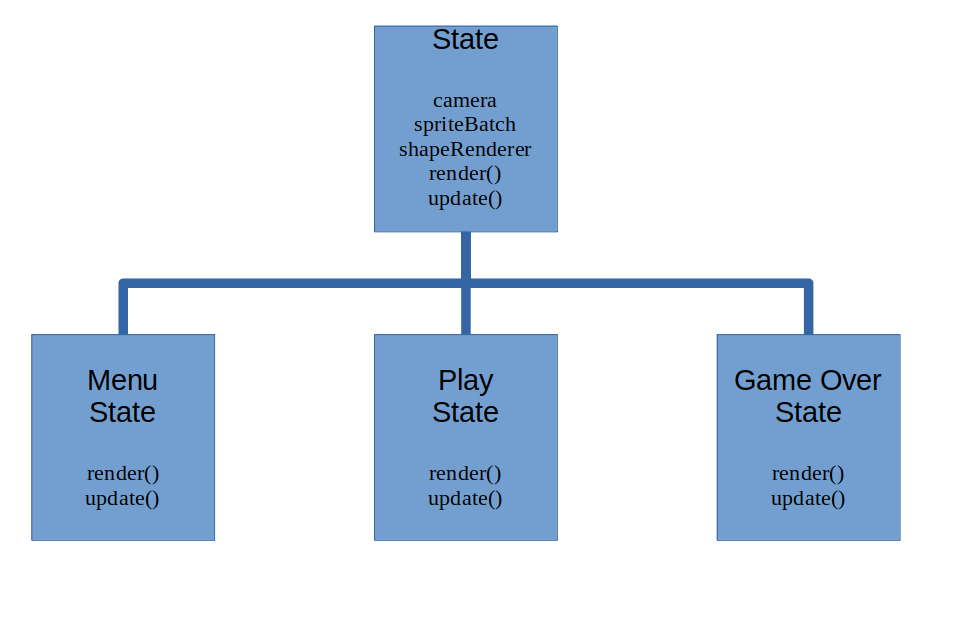 State
camera
spriteBatch
shapeRenderer
render()
update()
Menu
State
render()
update()
Play
State
render()
update()
Game Over
State
render()
update()